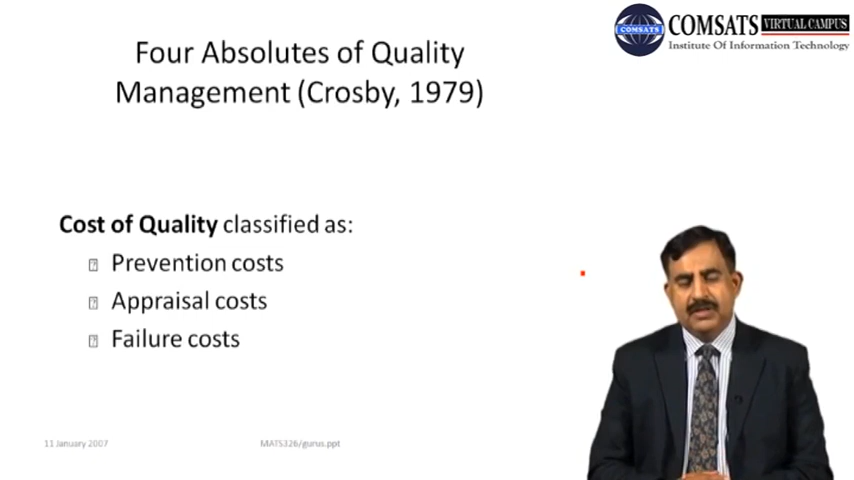 COMSATS VIRTUAL CAMPUS
Institute Of Information Technology
COMSATS
Four Absolutes of Quality
Management (Crosby, 1979)
Cost of Quality classified as:
Prevention costs
Appraisal costs
Failure costs
11 January 2007
MATS326/gurus.ppt